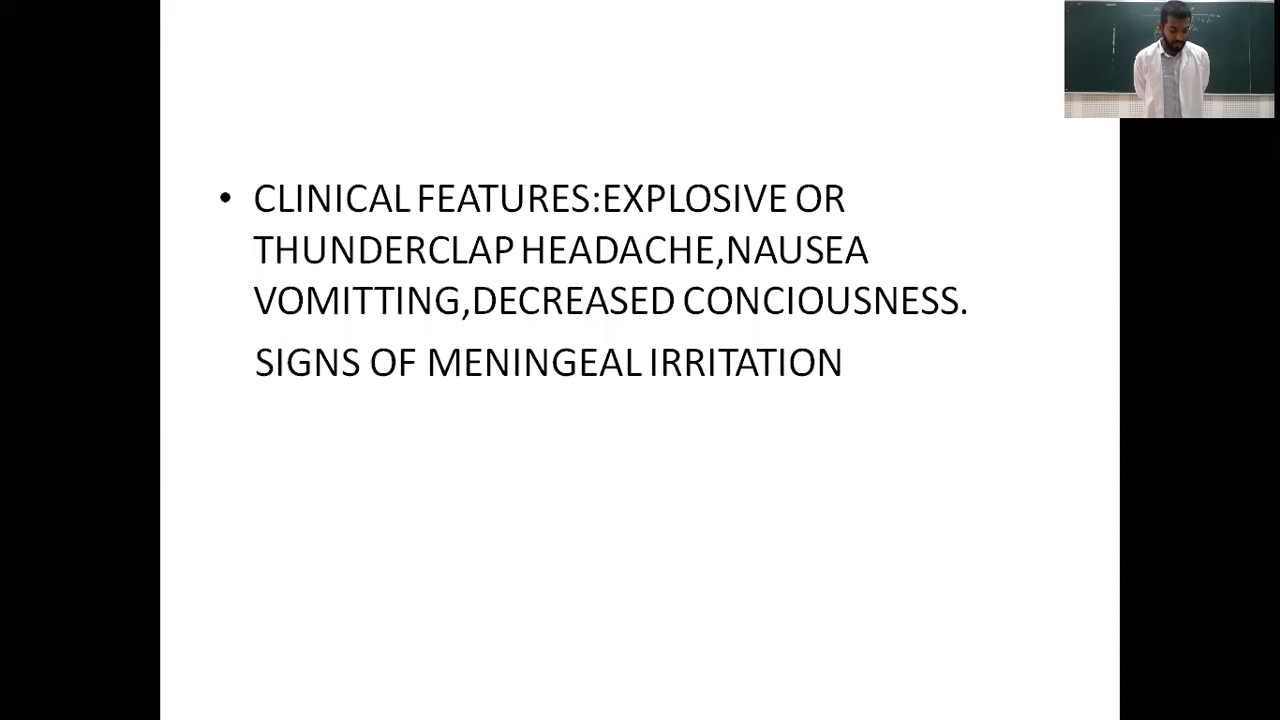 • CLINICAL FEATURES:EXPLOSIVE OR
THUNDERCLAP HEADACHE,NAUSEA
VOMITTING,DECREASED CONCIOUSNESS.
SIGNS OF MENINGEAL IRRITATION